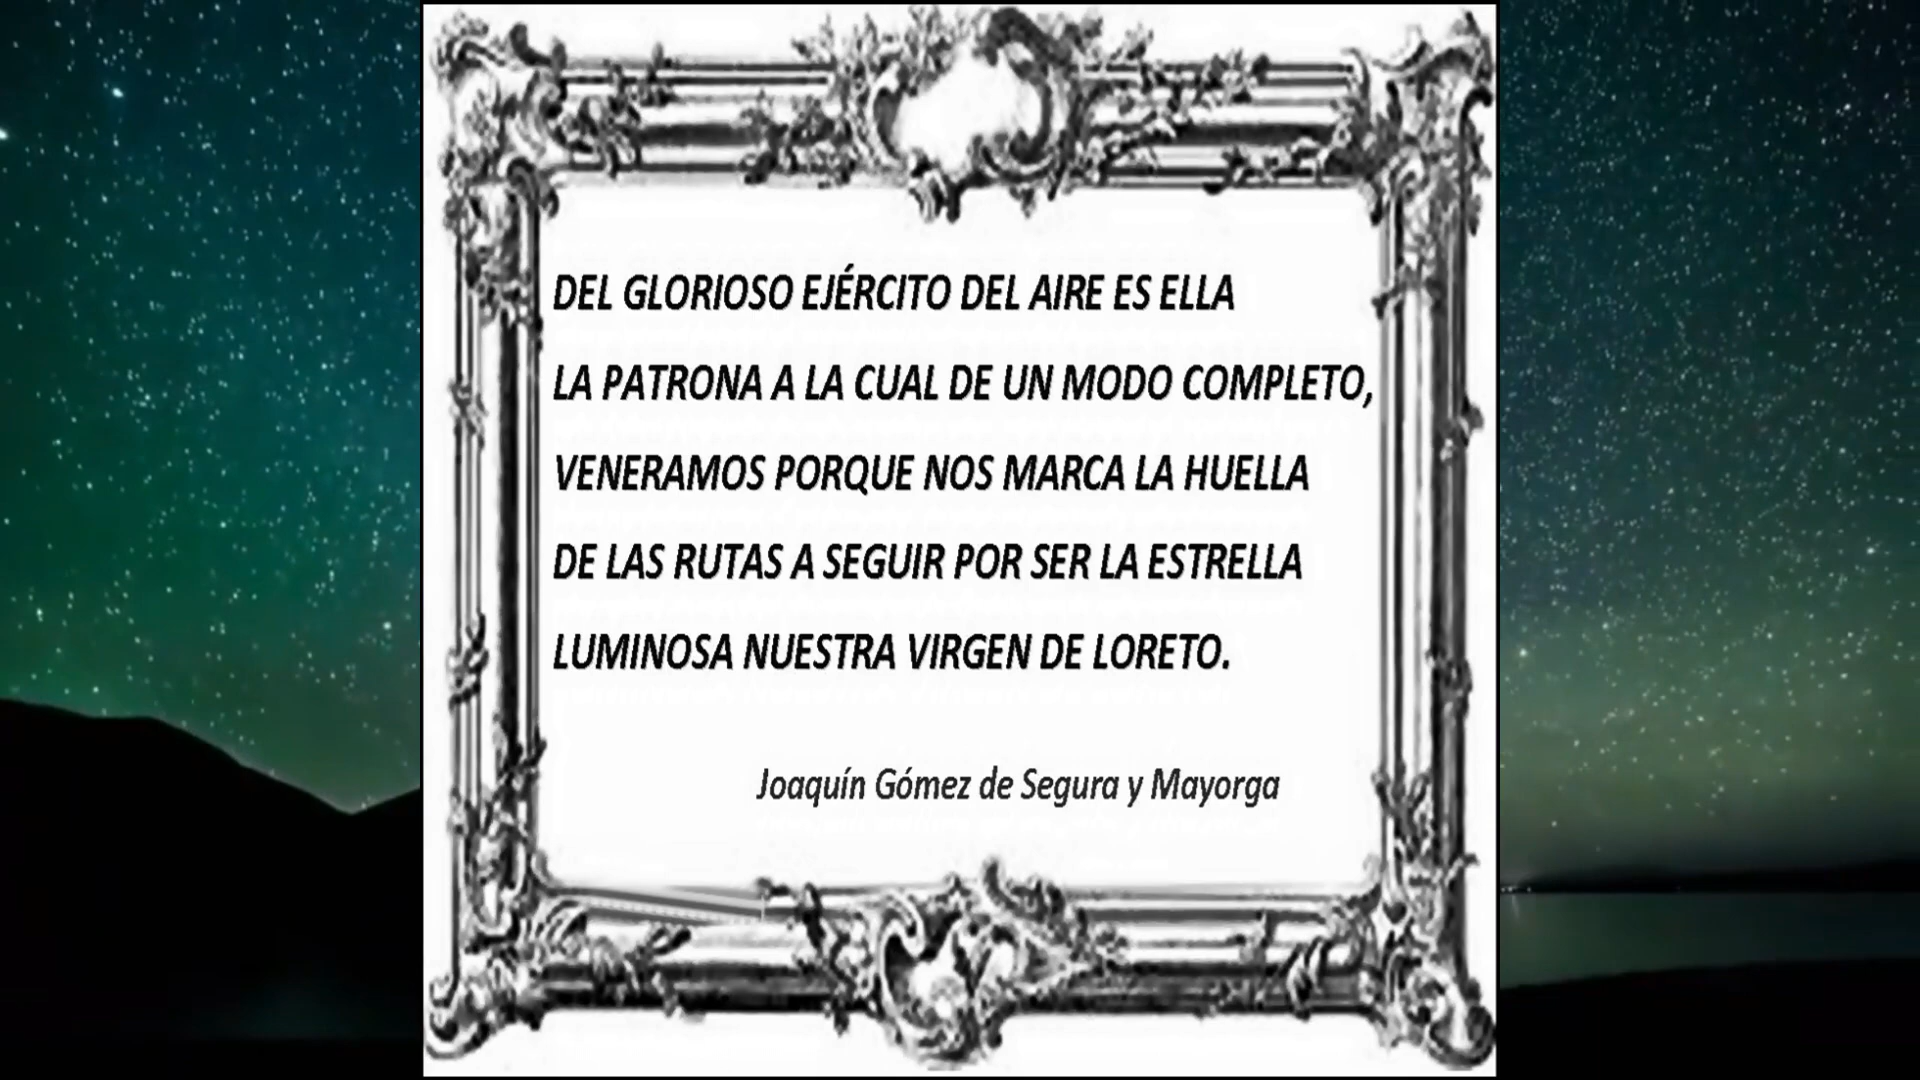 DEL GLORIOSO EJÉRCITO DEL AIRE ES ELLA
LA PATRONA A LA CUAL DE UN MODO COMPLETO,
VENERAMOS PORQUE NOS MARCA LA HUELLA
DE LAS RUTAS A SEGUIR POR SER LA ESTRELLA
LUMINOSA NUESTRA VIRGEN DE LORETO.
Joaquín Gómez de Segura y Mayorga